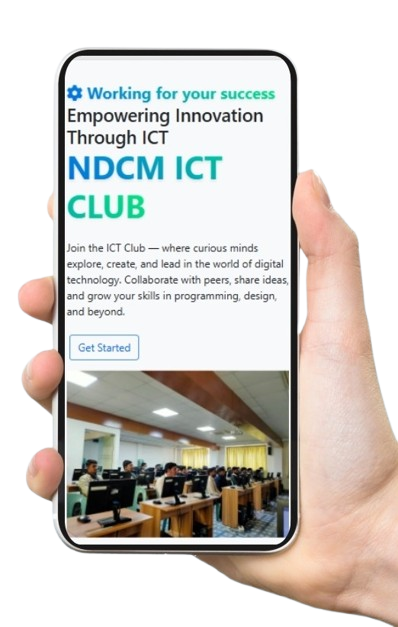 Working for your success
Empowering Innovation
Through ICT
NDCM ICT
CLUB
Join the ICT Club — where curious minds
explore, create, and lead in the world of digital
technology. Collaborate with peers, share ideas,
and grow your skills in programming, design,
and beyond.
Get Started